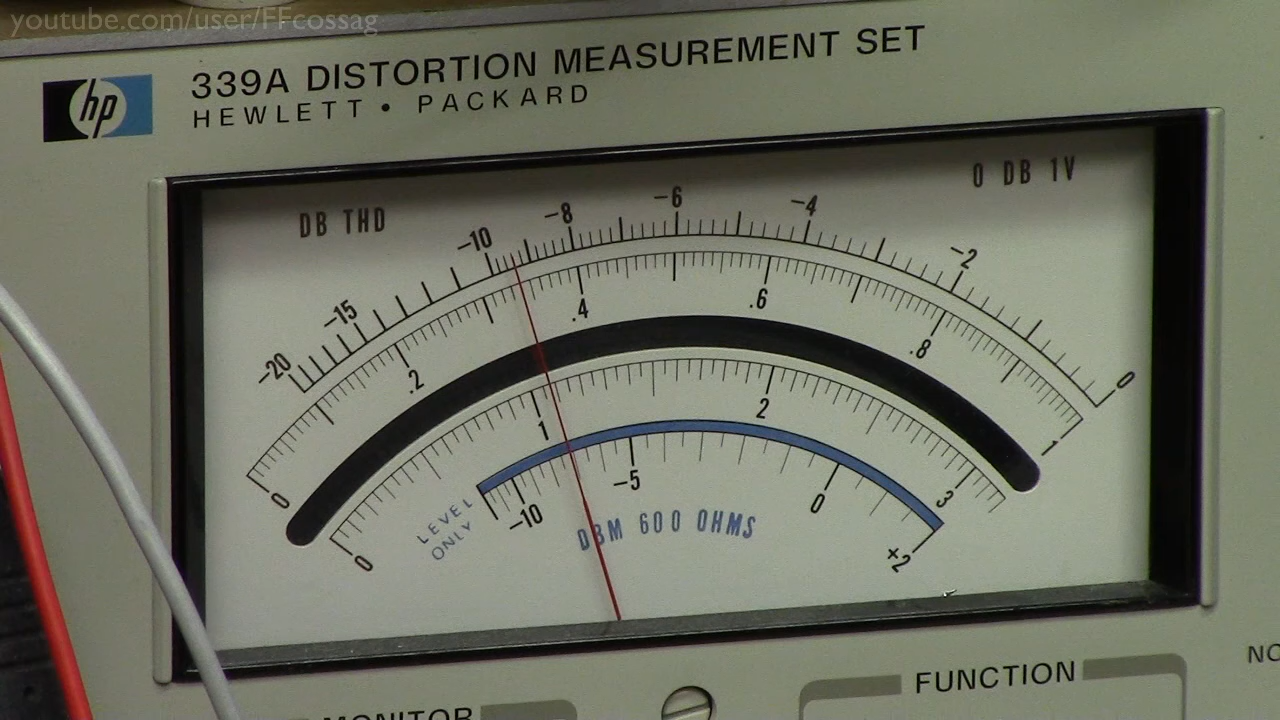 youtube.com/user/FFcossag
hp
339A DISTORTION MEASUREMENT SET
HEWLETT • PACKARD
DB THD
0 DB 1V
-20 -15 -10 -8 -6 -4 -2 0
0 .2 .4 .6 .8 1
0 1 2 3
LEVEL
ONLY
-10 -5 0 +2
DBM 600 OHMS
MONITOR
FUNCTION